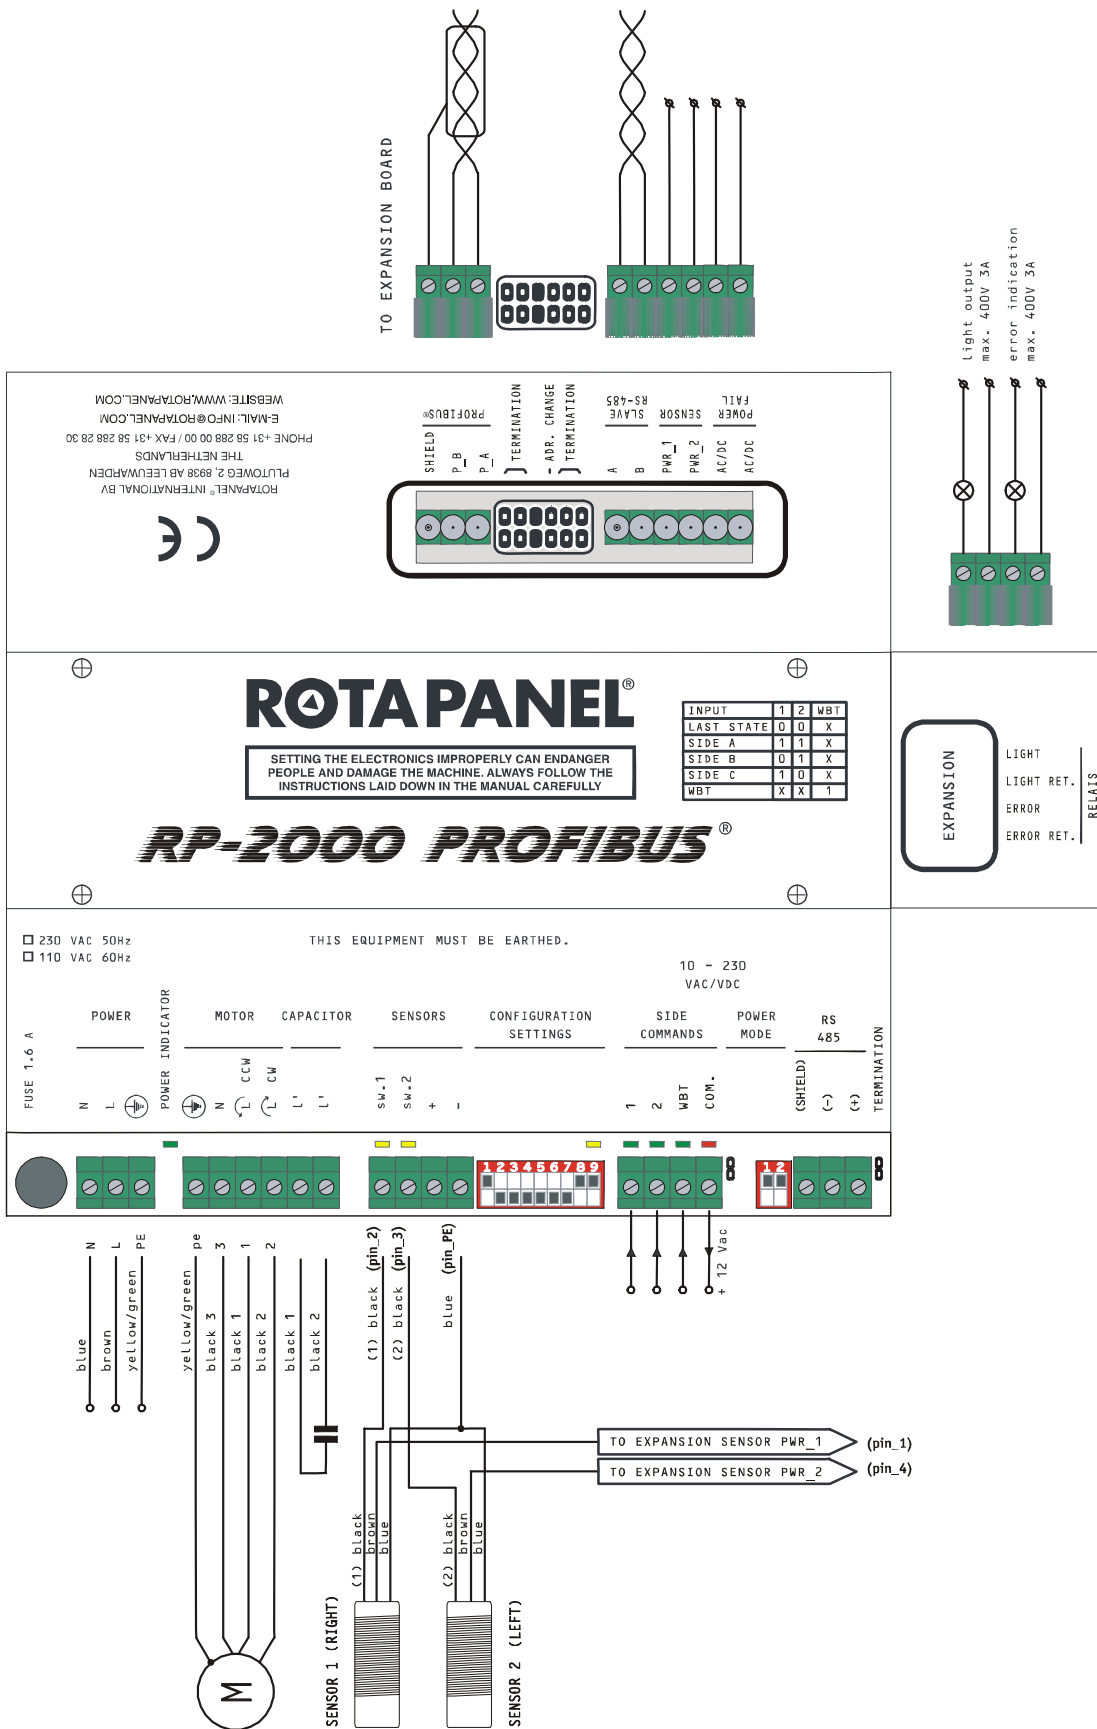 TO EXPANSION BOARD
light output
max. 400V 3A
error indication
max. 400V 3A
ROTAPANEL® INTERNATIONAL BV
PLUTOWEG 2, 8938 AB LEEUWARDEN
THE NETHERLANDS
PHONE +31 58 288 00 00 / FAX +31 58 288 28 30
E-MAIL: INFO@ROTAPANEL.COM
WEBSITE: WWW.ROTAPANEL.COM
CE
PROFIBUS®
SHIELD
P_B
P_A
TERMINATION
ADR. CHANGE
TERMINATION
SLAVE
RS-485
A
B
SENSOR
PWR_1
PWR_2
POWER
FAIL
AC/DC
AC/DC
ROTAPANEL®
SETTING THE ELECTRONICS IMPROPERLY CAN ENDANGER
PEOPLE AND DAMAGE THE MACHINE. ALWAYS FOLLOW THE
INSTRUCTIONS LAID DOWN IN THE MANUAL CAREFULLY
RP-2000 PROFIBUS®
INPUT 1 2 WBT
LAST STATE 0 0 X
SIDE A 1 1 X
SIDE B 0 1 X
SIDE C 1 0 X
WBT X X 1
EXPANSION
LIGHT
LIGHT RET.
ERROR
ERROR RET.
RELAIS
230 VAC 50Hz
110 VAC 60Hz
THIS EQUIPMENT MUST BE EARTHED.
10 - 230
VAC/VDC
FUSE 1.6 A
POWER
N
L
POWER INDICATOR
MOTOR
N
L CCW
L CW
CAPACITOR
L'
L'
SENSORS
sw.1
sw.2
+
-
CONFIGURATION
SETTINGS
SIDE
COMMANDS
1
2
WBT
COM.
POWER
MODE
RS
485
(SHIELD)
(-)
(+)
TERMINATION
1 2 3 4 5 6 7 8 9
1 2
N
L
PE
blue
brown
yellow/green
pe
3
1
2
yellow/green
black 3
black 1
black 2
black 1
black 2
(1) black (pin_2)
(2) black (pin_3)
blue (pin_PE)
+ 12 Vac
TO EXPANSION SENSOR PWR_1 (pin_1)
TO EXPANSION SENSOR PWR_2 (pin_4)
(1) black
brown
blue
(2) black
brown
blue
SENSOR 1 (RIGHT)
SENSOR 2 (LEFT)
M